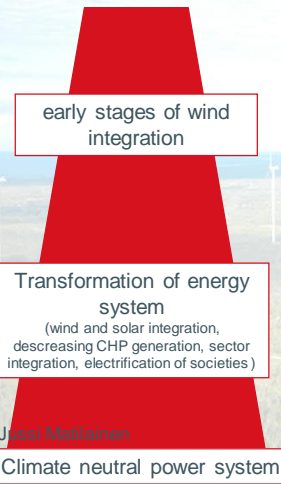 early stages of wind
integration
Transformation of energy
system
(wind and solar integration,
descreasing CHP generation, sector
integration, electrification of societies)
Jussi Matilainen
Climate neutral power system